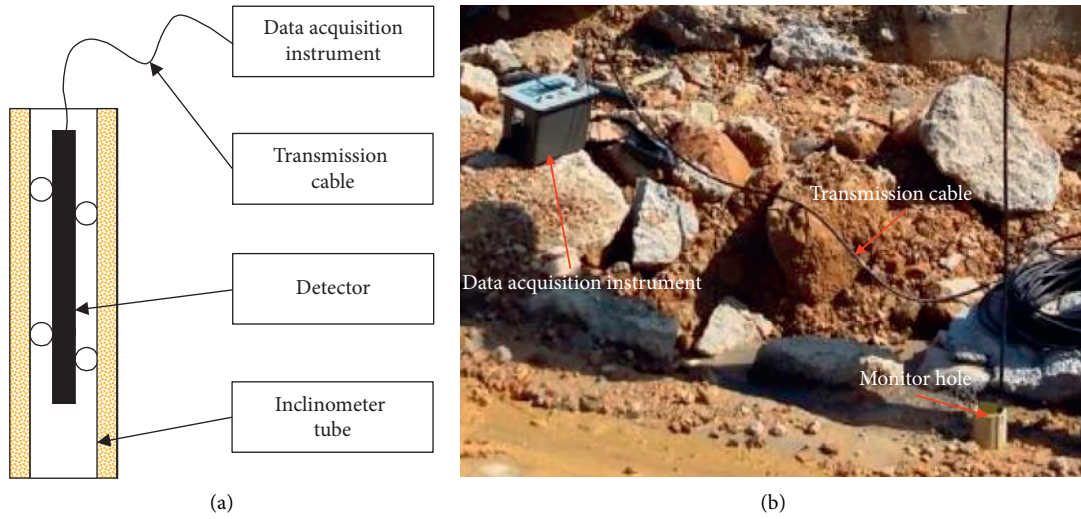 Data acquisition
instrument
Transmission
cable
Detector
Inclinometer
tube
(a)
Transmission cable
Data acquisition instrument
Monitor hole
(b)